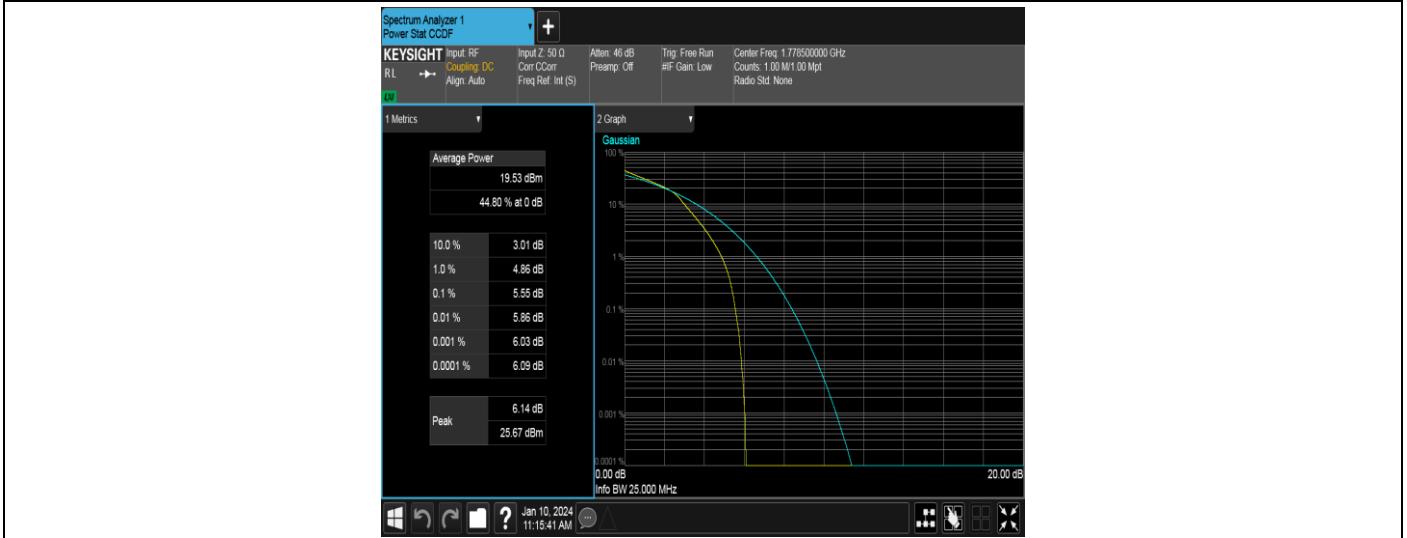 Spectrum Analyzer 1
Power Stat CCDF
+
KEYSIGHT
RL
LXI
Input: RF
Coupling: DC
Align: Auto
Input Z: 50 Ω
Corr CCorr
Freq Ref: Int (S)
Atten: 46 dB
Preamp: Off
Trig: Free Run
#IF Gain: Low
Center Freq: 1.778500000 GHz
Counts: 1.00 M/1.00 Mpt
Radio Std: None
1 Metrics
Average Power
19.53 dBm
44.80 % at 0 dB
10.0 % 3.01 dB
1.0 % 4.86 dB
0.1 % 5.55 dB
0.01 % 5.86 dB
0.001 % 6.03 dB
0.0001 % 6.09 dB
Peak
6.14 dB
25.67 dBm
2 Graph
Gaussian
100 %
10 %
1 %
0.1 %
0.01 %
0.001 %
0.0001 %
0.00 dB 20.00 dB
Info BW 25.000 MHz
?
Jan 10, 2024
11:15:41 AM